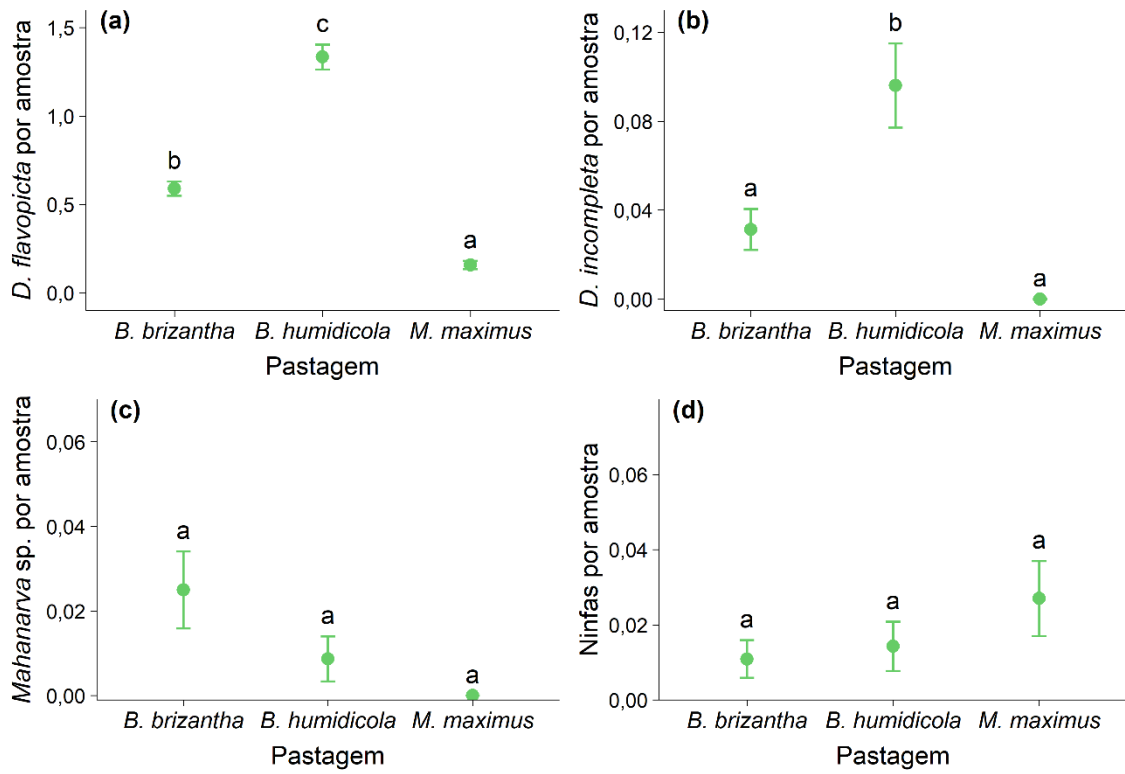 (a)
D. flavopicta por amostra
1,5
1,0
0,5
0,0
b
c
a
B. brizantha B. humidicola M. maximus
Pastagem
(b)
D. incompleta por amostra
0,12
0,08
0,04
0,00
a
b
a
B. brizantha B. humidicola M. maximus
Pastagem
(c)
Mahanarva sp. por amostra
0,06
0,04
0,02
0,00
a
a
a
B. brizantha B. humidicola M. maximus
Pastagem
(d)
Ninfas por amostra
0,06
0,04
0,02
0,00
a
a
a
B. brizantha B. humidicola M. maximus
Pastagem